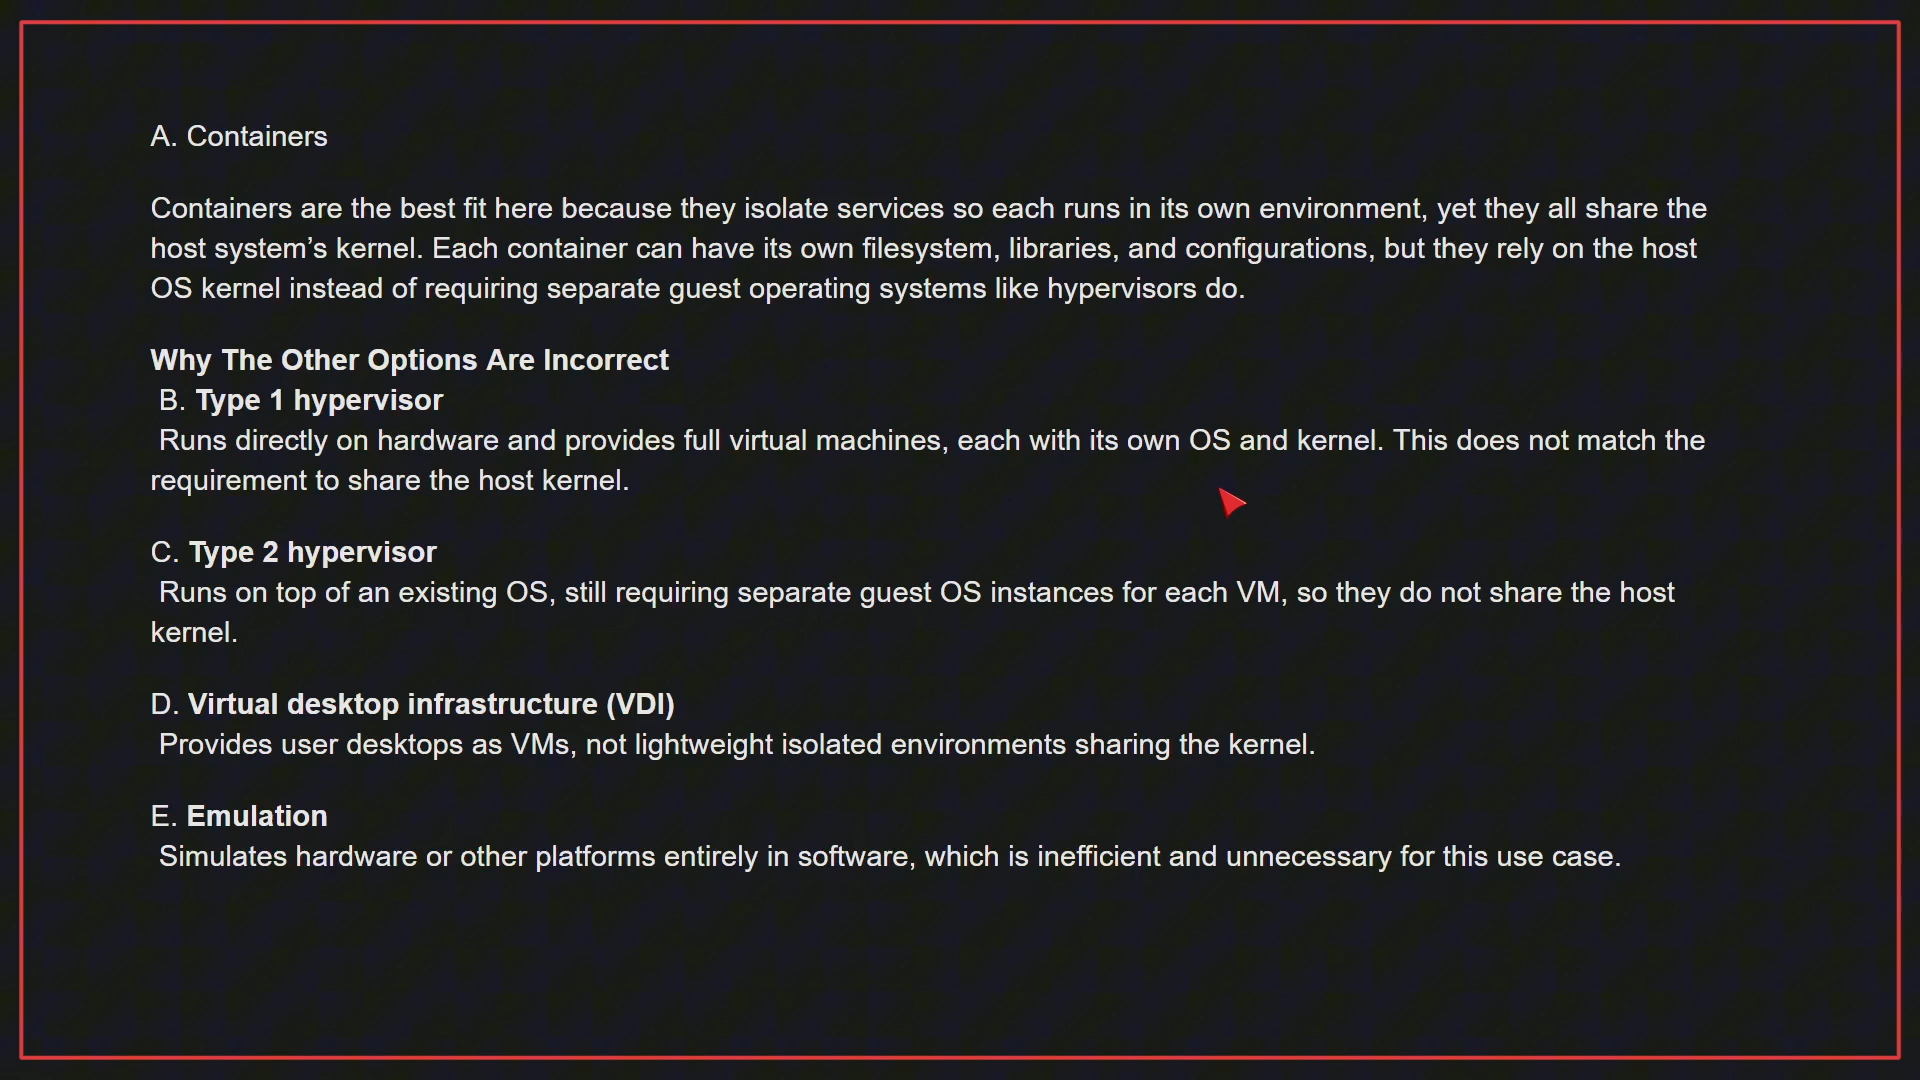 A. Containers
Containers are the best fit here because they isolate services so each runs in its own environment, yet they all share the
host system’s kernel. Each container can have its own filesystem, libraries, and configurations, but they rely on the host
OS kernel instead of requiring separate guest operating systems like hypervisors do.
Why The Other Options Are Incorrect
B. Type 1 hypervisor
Runs directly on hardware and provides full virtual machines, each with its own OS and kernel. This does not match the
requirement to share the host kernel.
C. Type 2 hypervisor
Runs on top of an existing OS, still requiring separate guest OS instances for each VM, so they do not share the host
kernel.
D. Virtual desktop infrastructure (VDI)
Provides user desktops as VMs, not lightweight isolated environments sharing the kernel.
E. Emulation
Simulates hardware or other platforms entirely in software, which is inefficient and unnecessary for this use case.